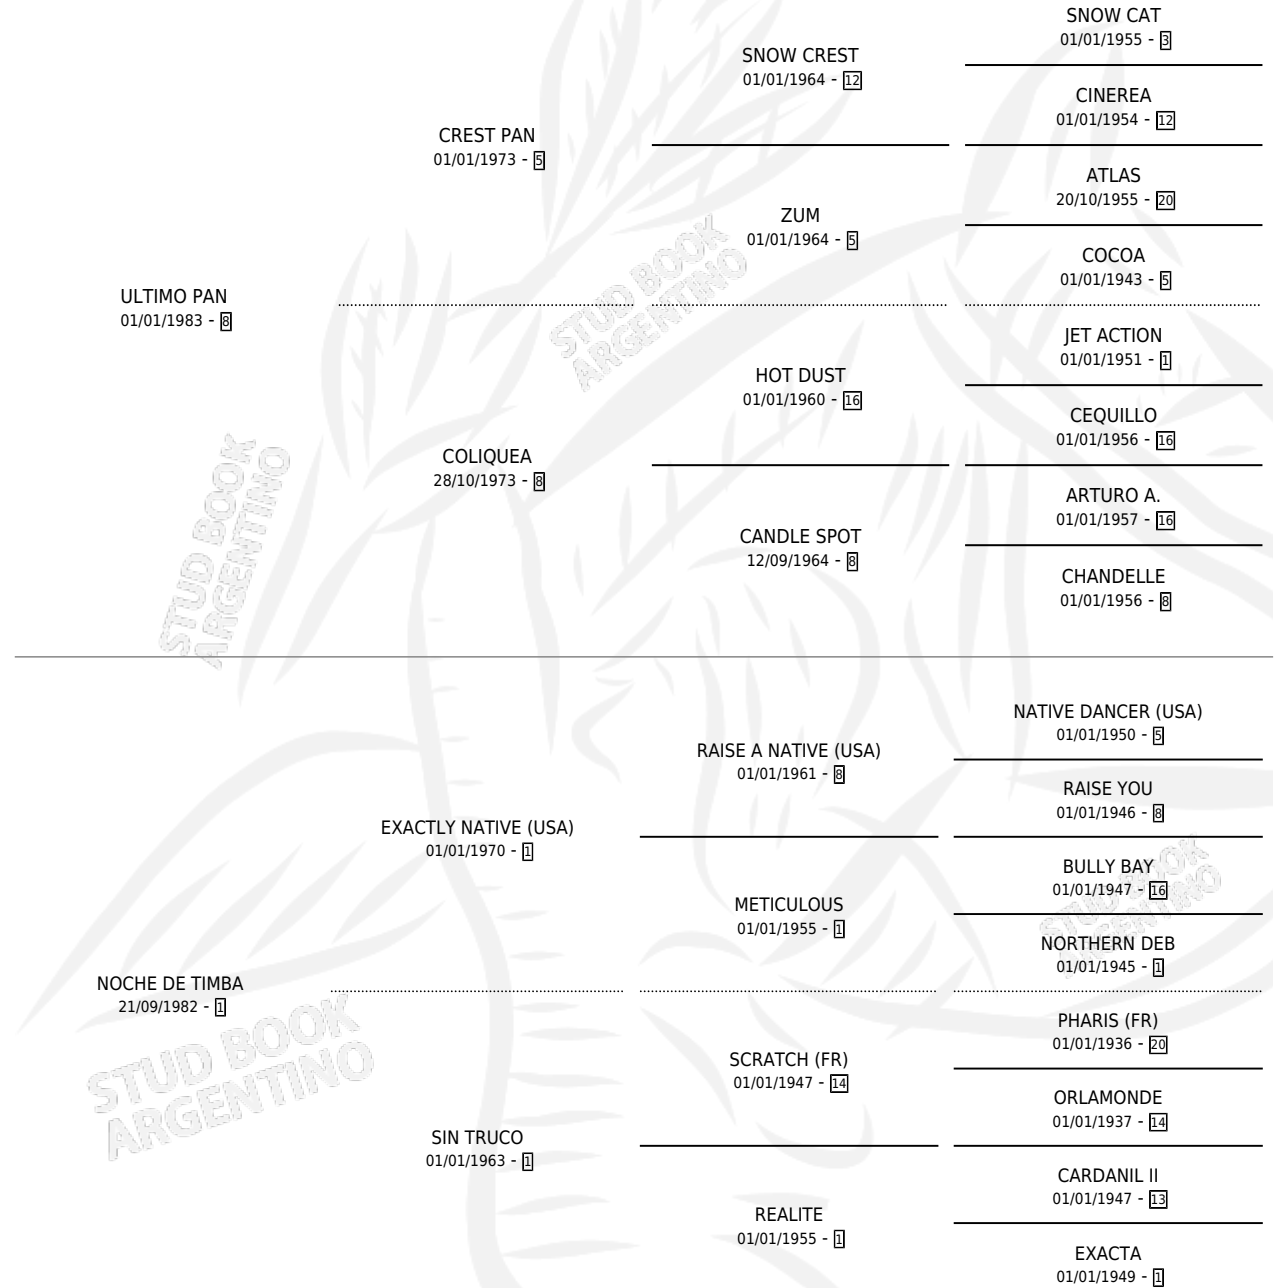 SNOW CAT
01/01/1955 - 3
SNOW CREST
01/01/1964 - 12
CINEREA
01/01/1954 - 12
CREST PAN
01/01/1973 - 5
ATLAS
20/10/1955 - 20
ZUM
01/01/1964 - 5
COCOA
01/01/1943 - 5
ULTIMO PAN
01/01/1983 - 8
JET ACTION
01/01/1951 - 1
HOT DUST
01/01/1960 - 16
CEQUILLO
01/01/1956 - 16
COLIQUEA
28/10/1973 - 8
ARTURO A.
01/01/1957 - 16
CANDLE SPOT
12/09/1964 - 8
CHANDELLE
01/01/1956 - 8
STUD BOOK
ARGENTINO
STUD BOOK
ARGENTINO
NATIVE DANCER (USA)
01/01/1950 - 5
RAISE A NATIVE (USA)
01/01/1961 - 8
RAISE YOU
01/01/1946 - 8
EXACTLY NATIVE (USA)
01/01/1970 - 1
BULLY BAY
01/01/1947 - 16
METICULOUS
01/01/1955 - 1
NORTHERN DEB
01/01/1945 - 1
NOCHE DE TIMBA
21/09/1982 - 1
PHARIS (FR)
01/01/1936 - 20
SCRATCH (FR)
01/01/1947 - 14
ORLAMONDE
01/01/1937 - 14
SIN TRUCO
01/01/1963 - 1
CARDANIL II
01/01/1947 - 13
REALITE
01/01/1955 - 1
EXACTA
01/01/1949 - 1
STUD BOOK
ARGENTINO
STUD BOOK
ARGENTINO